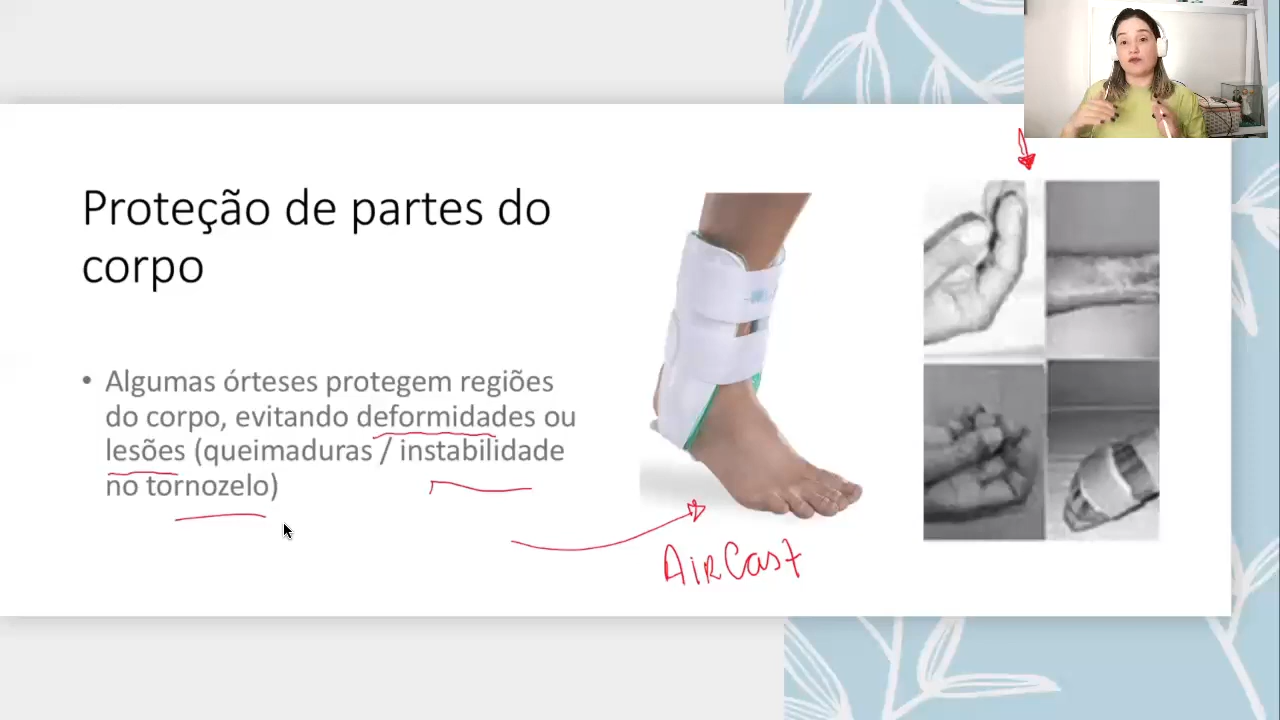 Proteção de partes do
corpo
• Algumas órteses protegem regiões
do corpo, evitando deformidades ou
lesões (queimaduras / instabilidade
no tornozelo)
AirCast